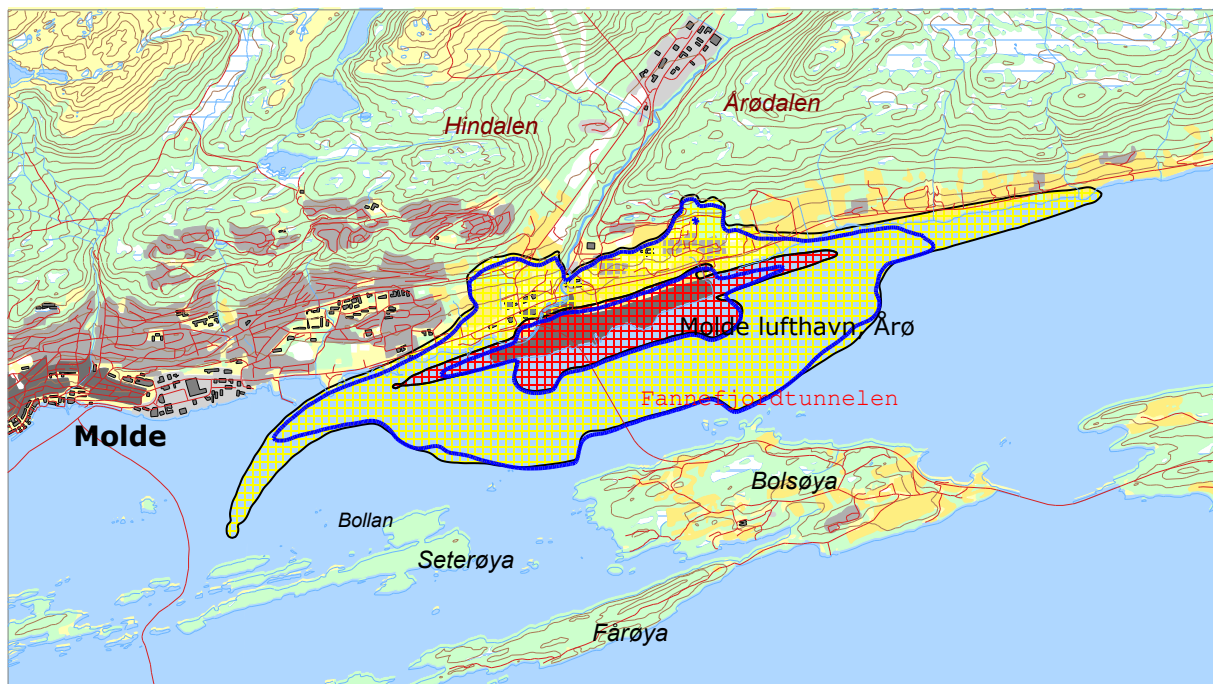 Årødalen
Hindalen
Molde lufthavn, Årø
Fannefjordtunnelen
Molde
Bolsøya
Bollan
Seterøya
Fårøya